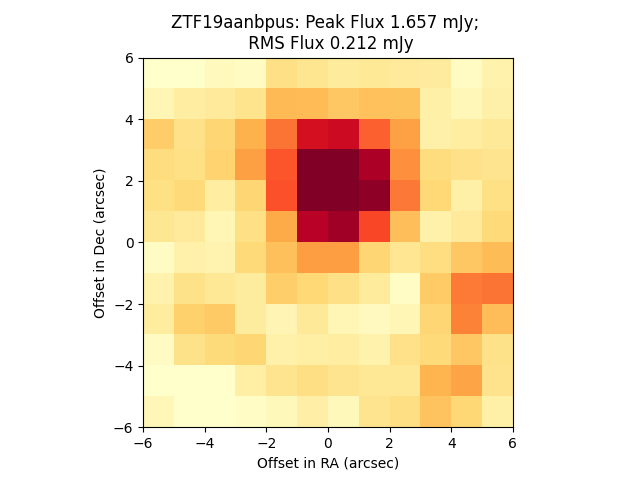 ZTF19aanbpus: Peak Flux 1.657 mJy;
RMS Flux 0.212 mJy
6
4
2
0
−2
−4
−6
Offset in Dec (arcsec)
−6 −4 −2 0 2 4 6
Offset in RA (arcsec)